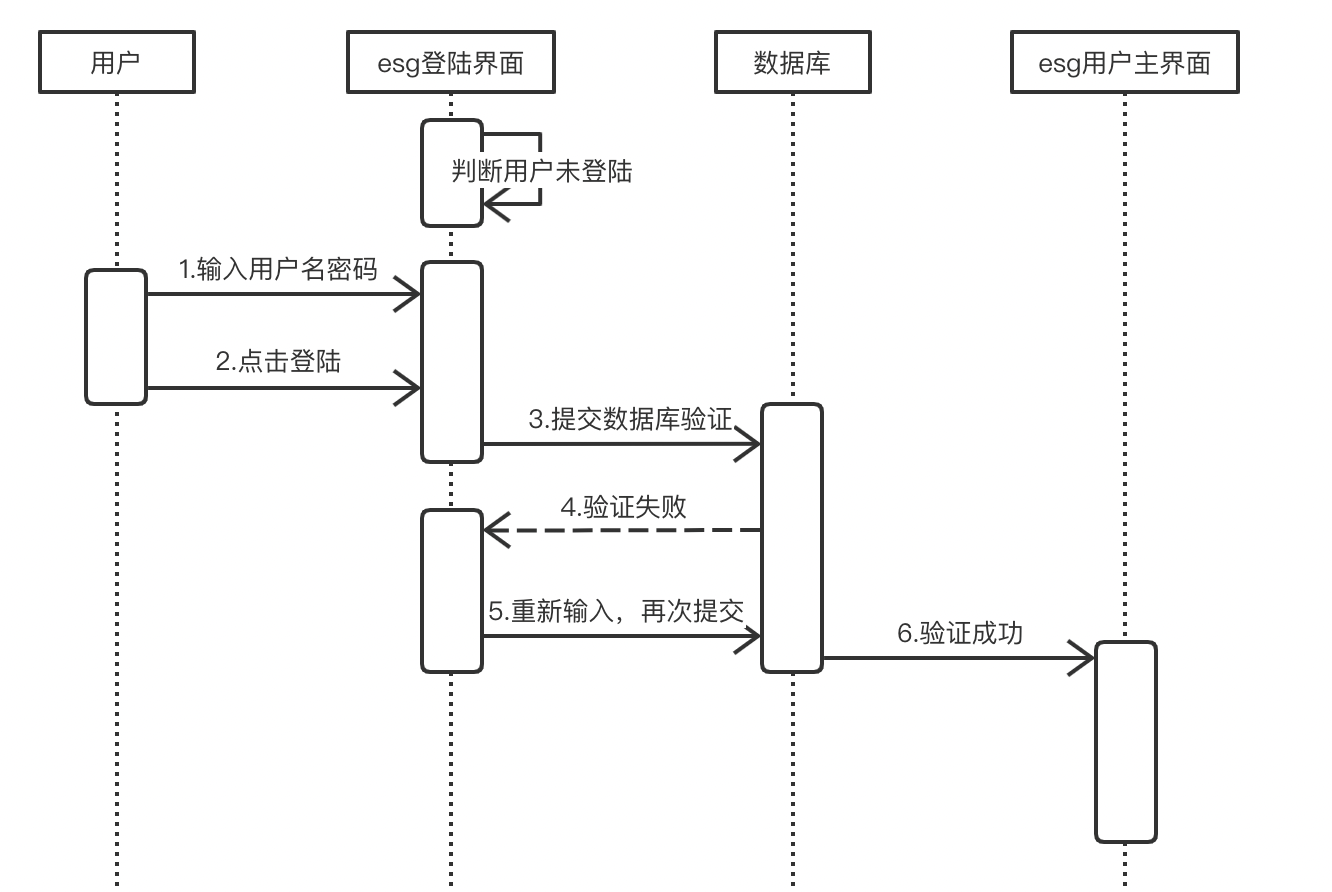 用户
esg登陆界面
数据库
esg用户主界面
判断用户未登陆
1.输入用户名密码
2.点击登陆
3.提交数据库验证
4.验证失败
5.重新输入，再次提交
6.验证成功